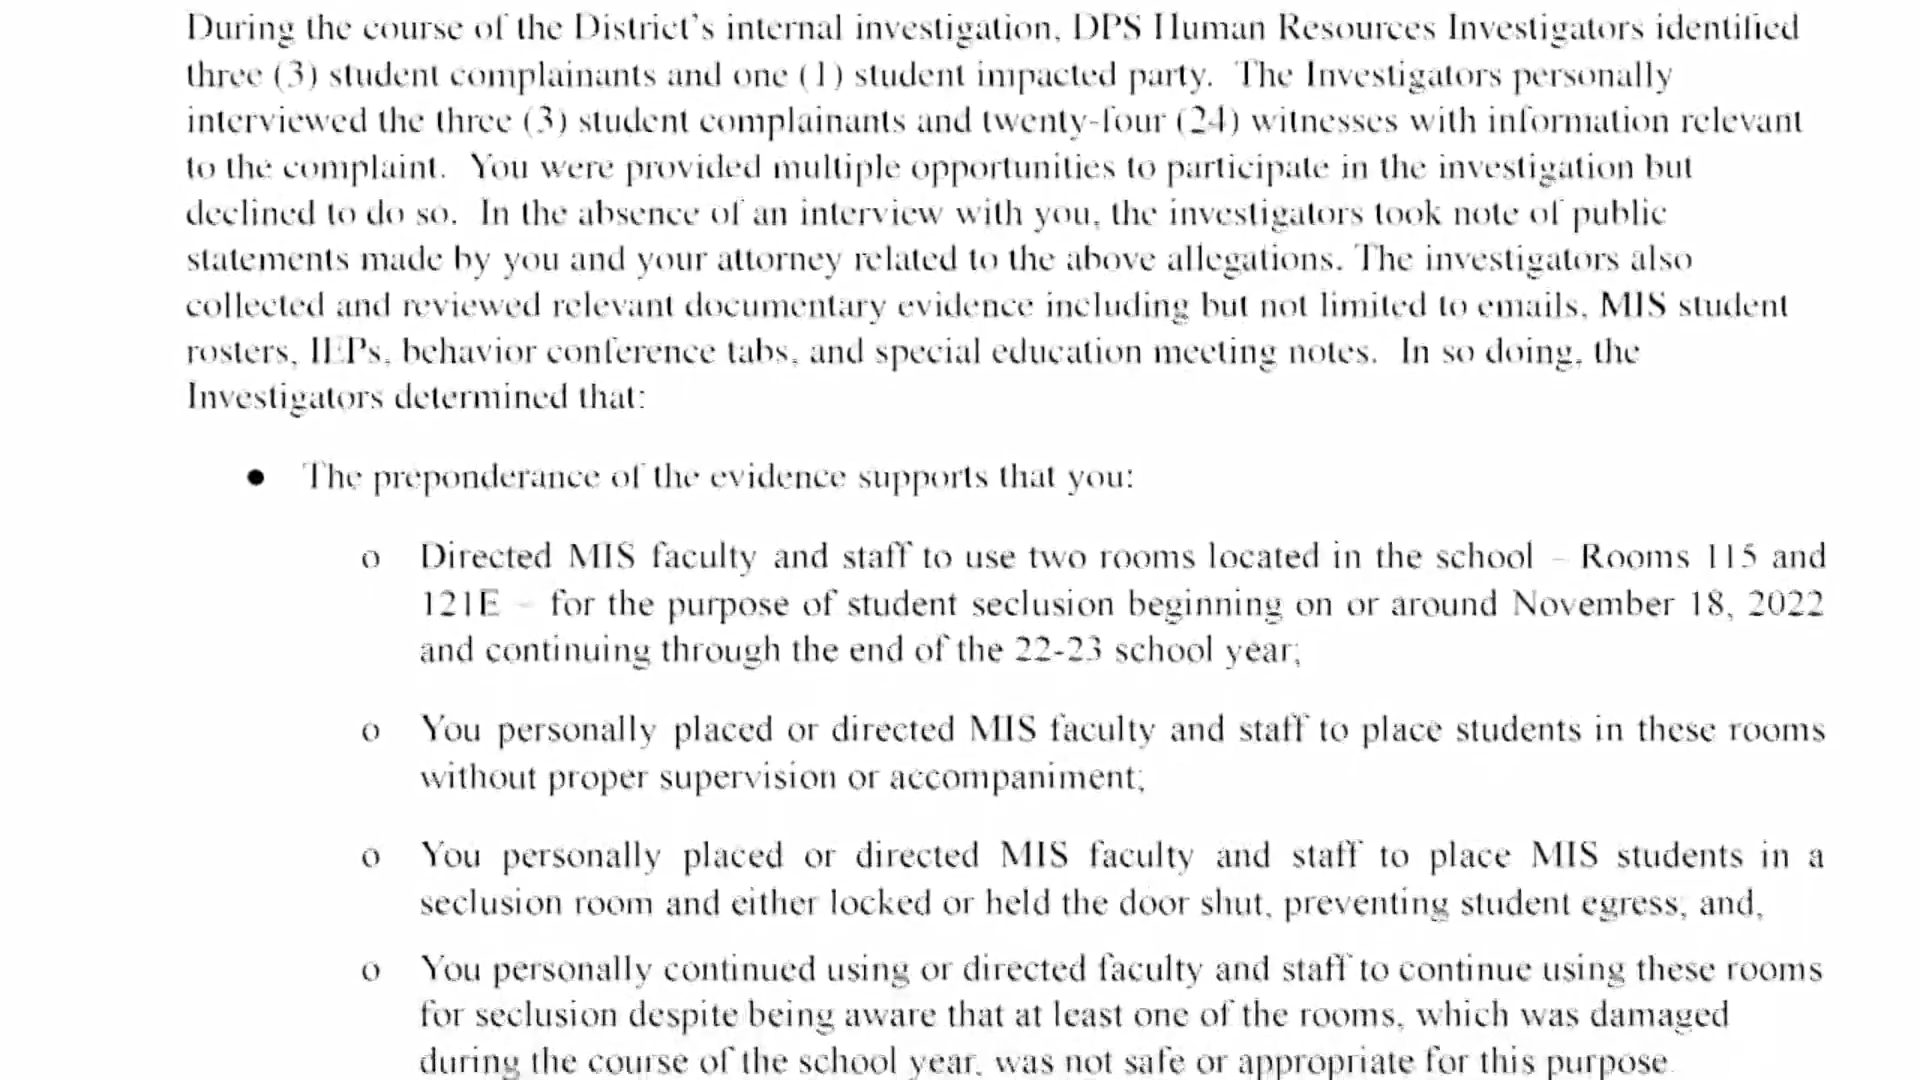 During the course of the District's internal investigation, DPS Human Resources Investigators identified
three (3) student complainants and one (1) student impacted party. The Investigators personally
interviewed the three (3) student complainants and twenty-four (24) witnesses with information relevant
to the complaint. You were provided multiple opportunities to participate in the investigation but
declined to do so. In the absence of an interview with you, the investigators took note of public
statements made by you and your attorney related to the above allegations. The investigators also
collected and reviewed relevant documentary evidence including but not limited to emails, MIS student
rosters, IEPs, behavior conference tabs, and special education meeting notes. In so doing, the
Investigators determined that:
● The preponderance of the evidence supports that you:
o Directed MIS faculty and staff to use two rooms located in the school – Rooms 115 and
121E – for the purpose of student seclusion beginning on or around November 18, 2022
and continuing through the end of the 22-23 school year;
o You personally placed or directed MIS faculty and staff to place students in these rooms
without proper supervision or accompaniment;
o You personally placed or directed MIS faculty and staff to place MIS students in a
seclusion room and either locked or held the door shut, preventing student egress, and,
o You personally continued using or directed faculty and staff to continue using these rooms
for seclusion despite being aware that at least one of the rooms, which was damaged
during the course of the school year, was not safe or appropriate for this purpose.